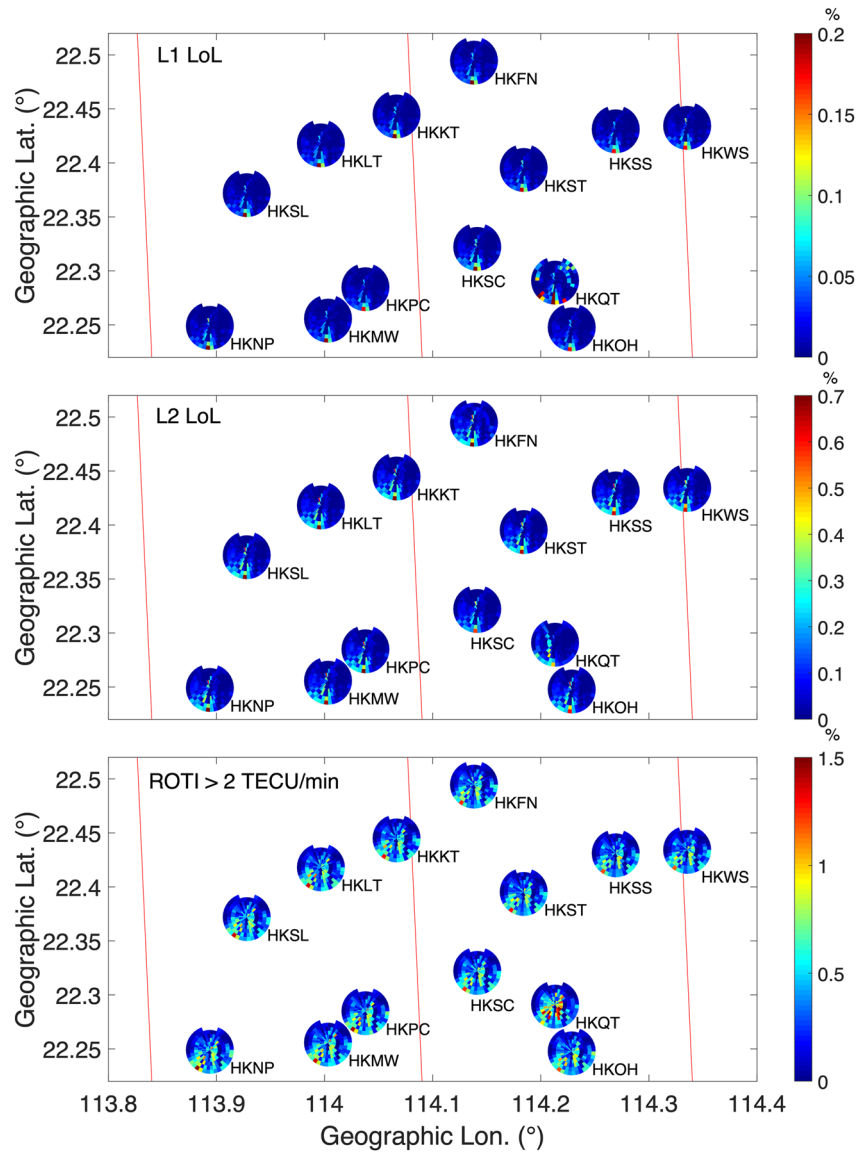 %
L1 LoL
22.5
22.45
22.4
22.35
22.3
22.25
Geographic Lat. (°)
HKFN
HKKT
HKLT
HKSL
HKNP
HKMW
HKPC
HKSC
HKST
HKSS
HKWS
HKQT
HKOH
0.2
0.15
0.1
0.05
0
%
L2 LoL
22.5
22.45
22.4
22.35
22.3
22.25
Geographic Lat. (°)
HKFN
HKKT
HKLT
HKSL
HKNP
HKMW
HKPC
HKSC
HKST
HKSS
HKWS
HKQT
HKOH
0.7
0.6
0.5
0.4
0.3
0.2
0.1
0
%
ROTI > 2 TECU/min
22.5
22.45
22.4
22.35
22.3
22.25
Geographic Lat. (°)
HKFN
HKKT
HKLT
HKSL
HKNP
HKMW
HKPC
HKSC
HKST
HKSS
HKWS
HKQT
HKOH
1.5
1
0.5
0
113.8 113.9 114 114.1 114.2 114.3 114.4
Geographic Lon. (°)